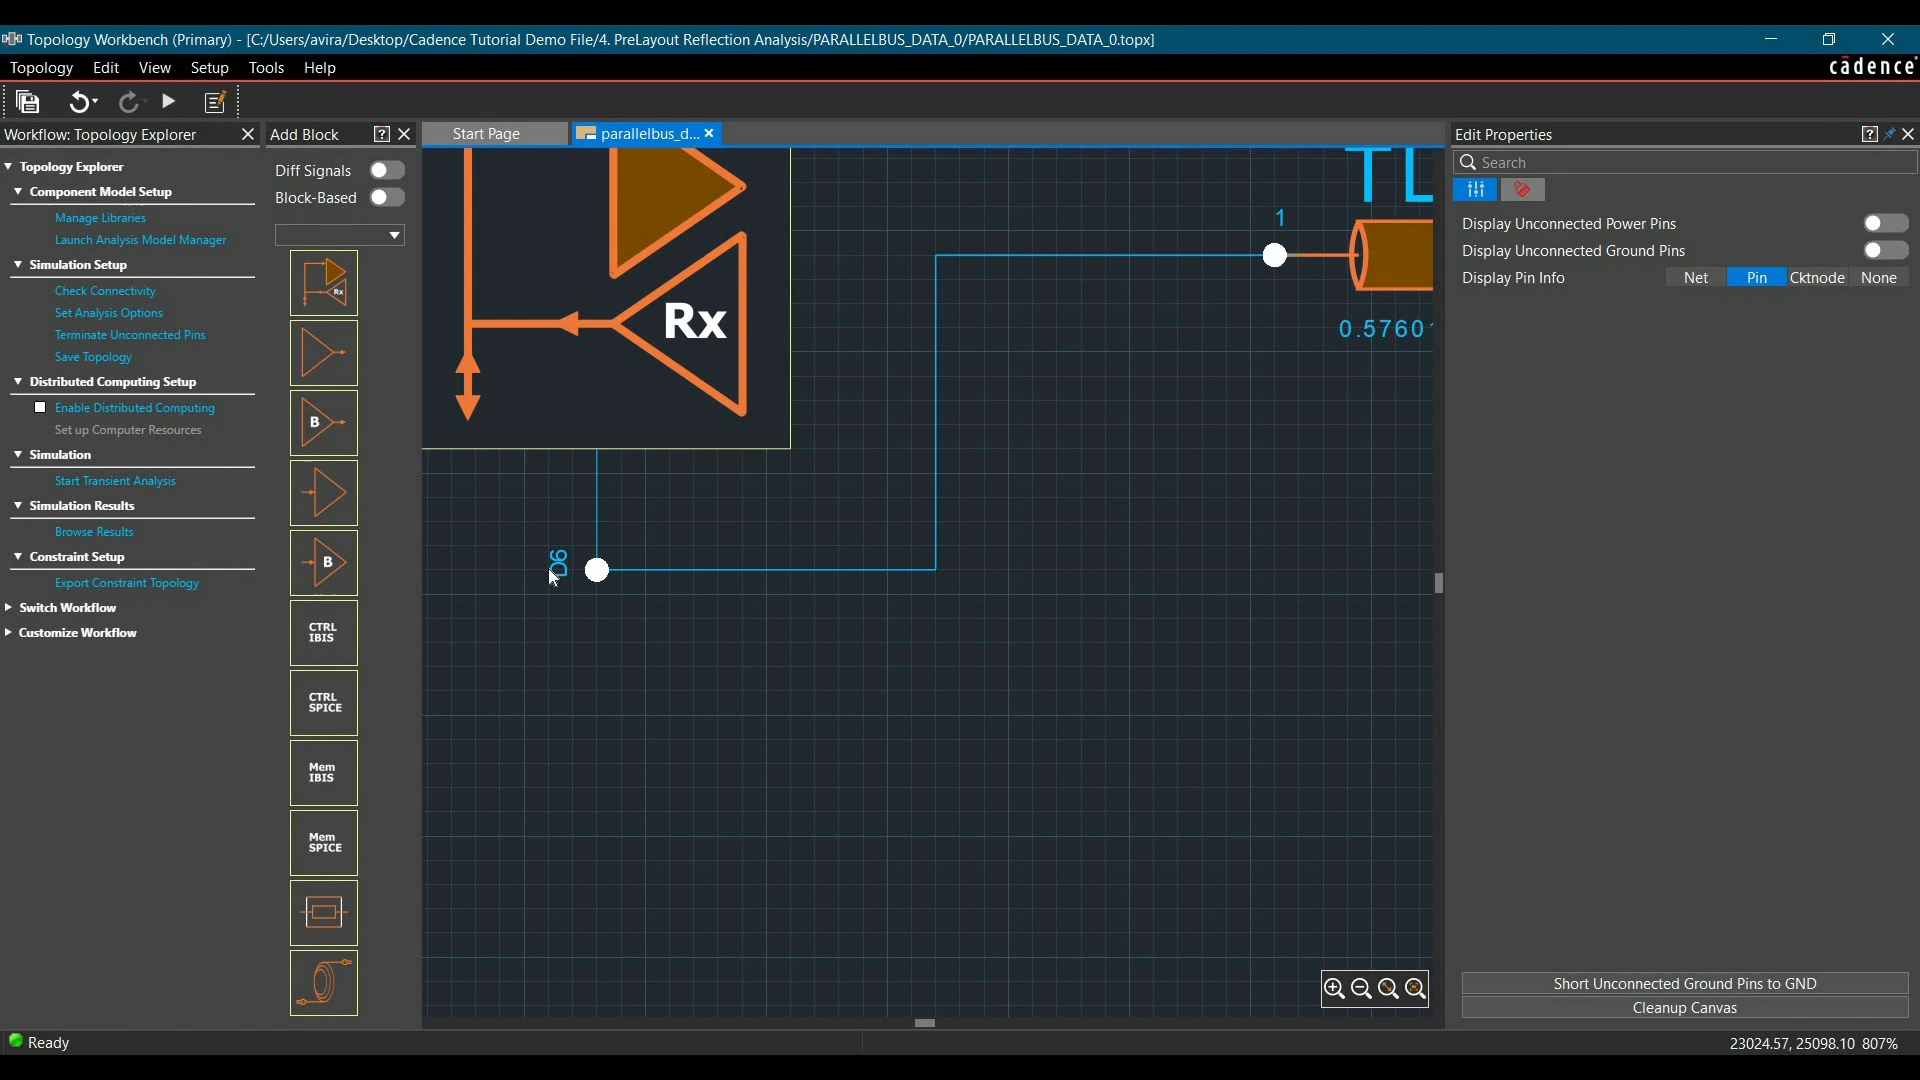 Topology Workbench (Primary) - [C:/Users/avira/Desktop/Cadence Tutorial Demo File/4. PreLayout Reflection Analysis/PARALLELBUS_DATA_0/PARALLELBUS_DATA_0.topx]
Topology Edit View Setup Tools Help
cādence
Workflow: Topology Explorer
Topology Explorer
Component Model Setup
Manage Libraries
Launch Analysis Model Manager
Simulation Setup
Check Connectivity
Set Analysis Options
Terminate Unconnected Pins
Save Topology
Distributed Computing Setup
Enable Distributed Computing
Set up Computer Resources
Simulation
Start Transient Analysis
Simulation Results
Browse Results
Constraint Setup
Export Constraint Topology
Switch Workflow
Customize Workflow
Add Block ?
Diff Signals
Block-Based
Rx
B
B
CTRL
IBIS
CTRL
SPICE
Mem
IBIS
Mem
SPICE
Start Page
parallelbus_d...
TL
1
Rx
0.5760
D6
Edit Properties ?
Search
Display Unconnected Power Pins
Display Unconnected Ground Pins
Display Pin Info Net Pin Cktnode None
Short Unconnected Ground Pins to GND
Cleanup Canvas
Ready
23024.57, 25098.10 807%